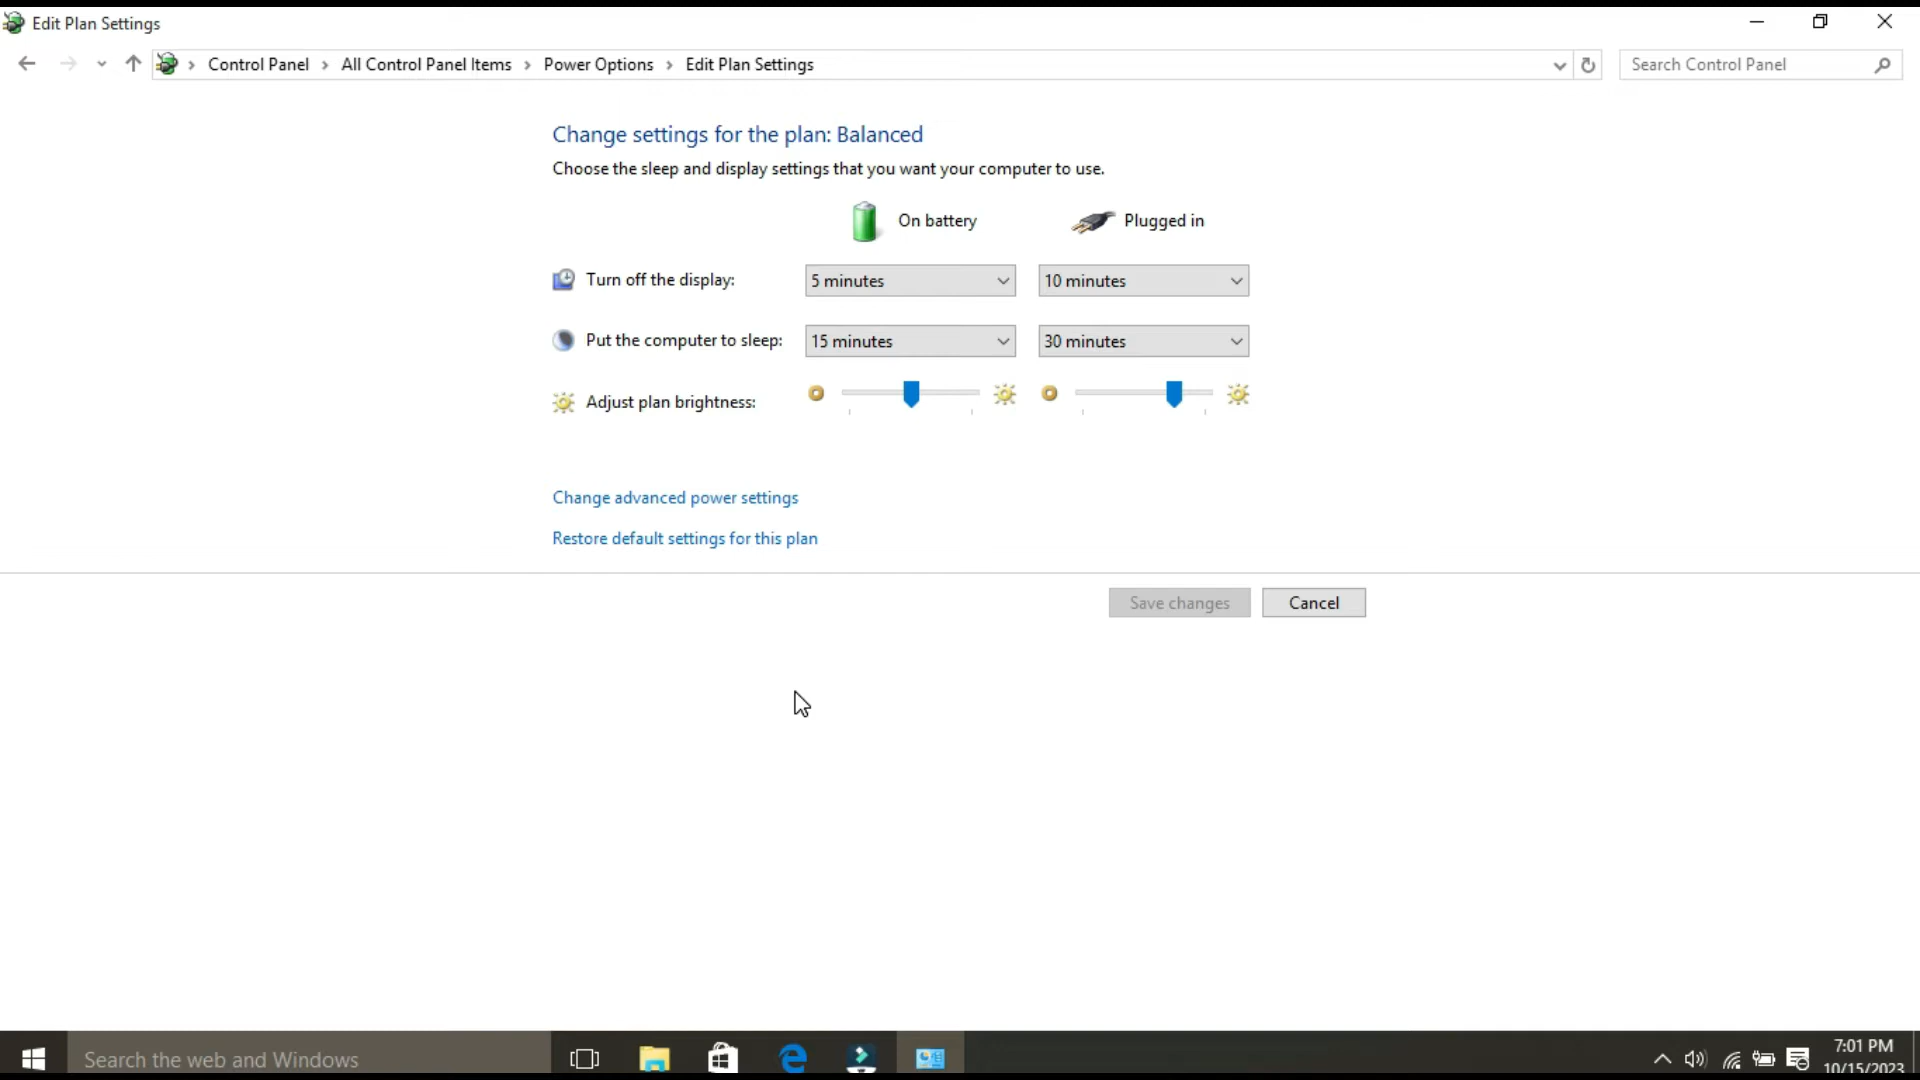 Edit Plan Settings
Control Panel > All Control Panel Items > Power Options > Edit Plan Settings
Search Control Panel
Change settings for the plan: Balanced
Choose the sleep and display settings that you want your computer to use.
On battery
Plugged in
Turn off the display:
5 minutes
10 minutes
Put the computer to sleep:
15 minutes
30 minutes
Adjust plan brightness:
Change advanced power settings
Restore default settings for this plan
Save changes
Cancel
Search the web and Windows
7:01 PM
10/15/2023